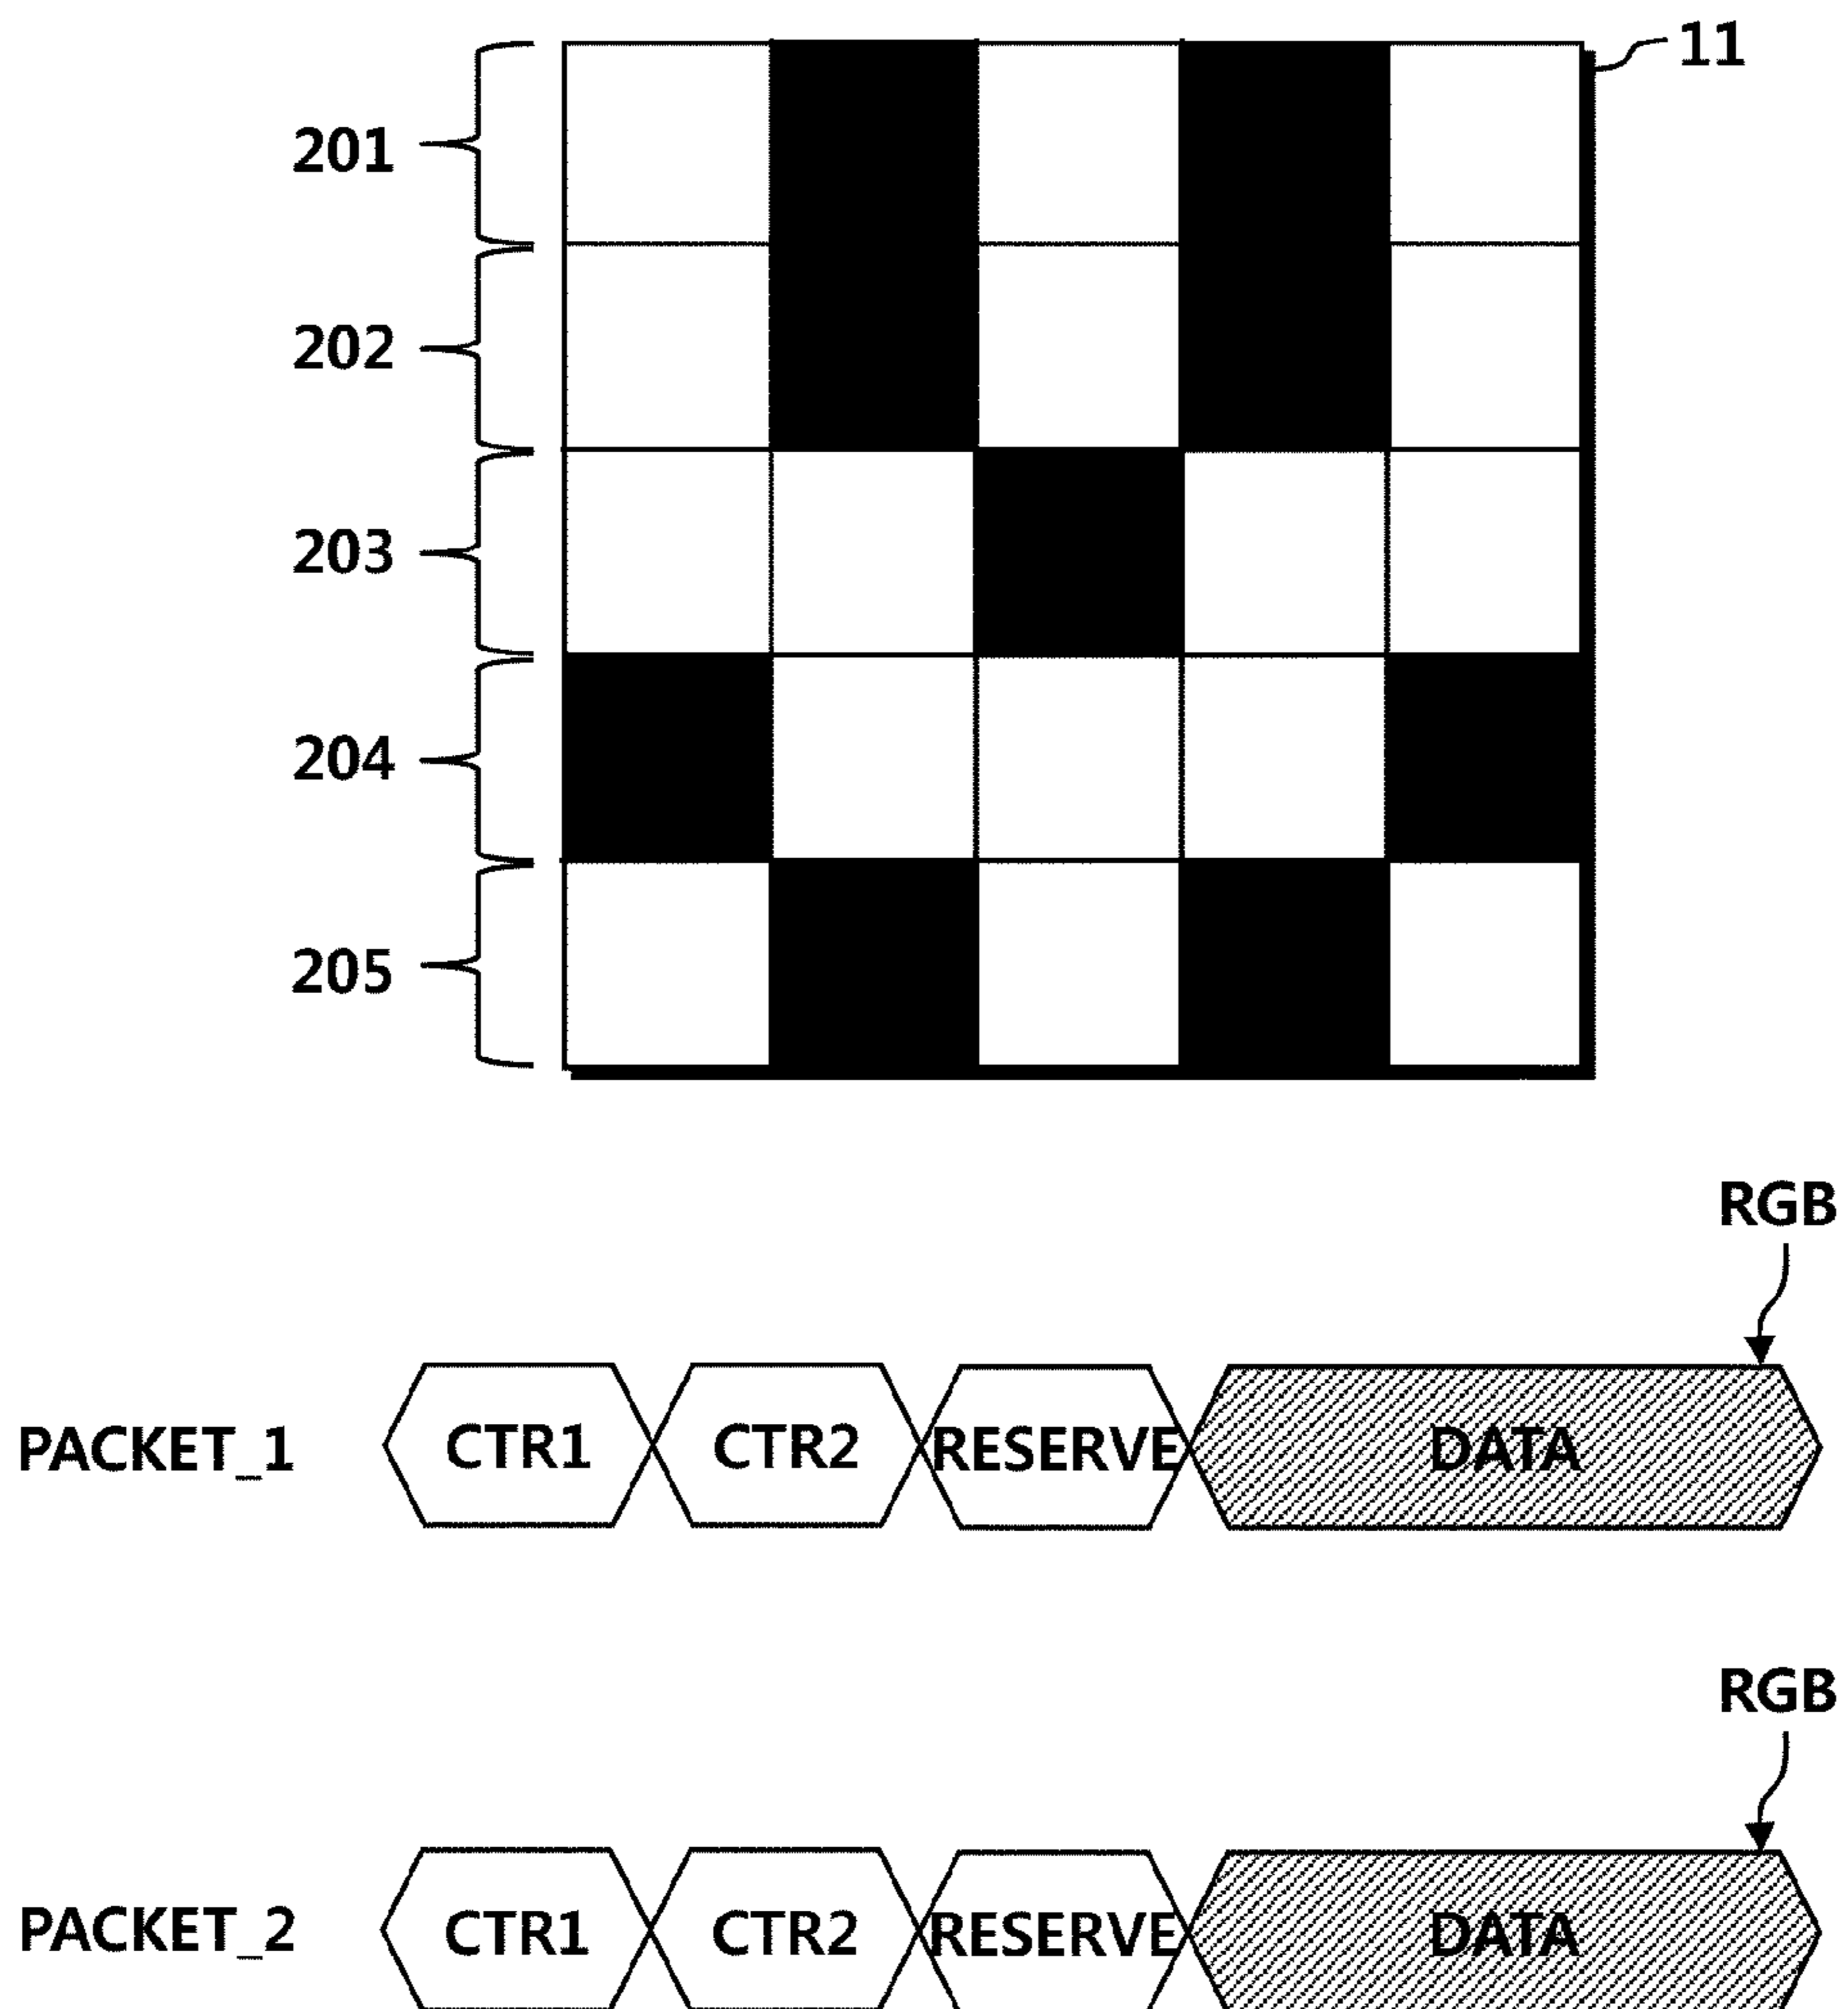 11
201
202
203
204
205
RGB
PACKET_1 CTR1 CTR2 RESERVE DATA
RGB
PACKET_2 CTR1 CTR2 RESERVE DATA